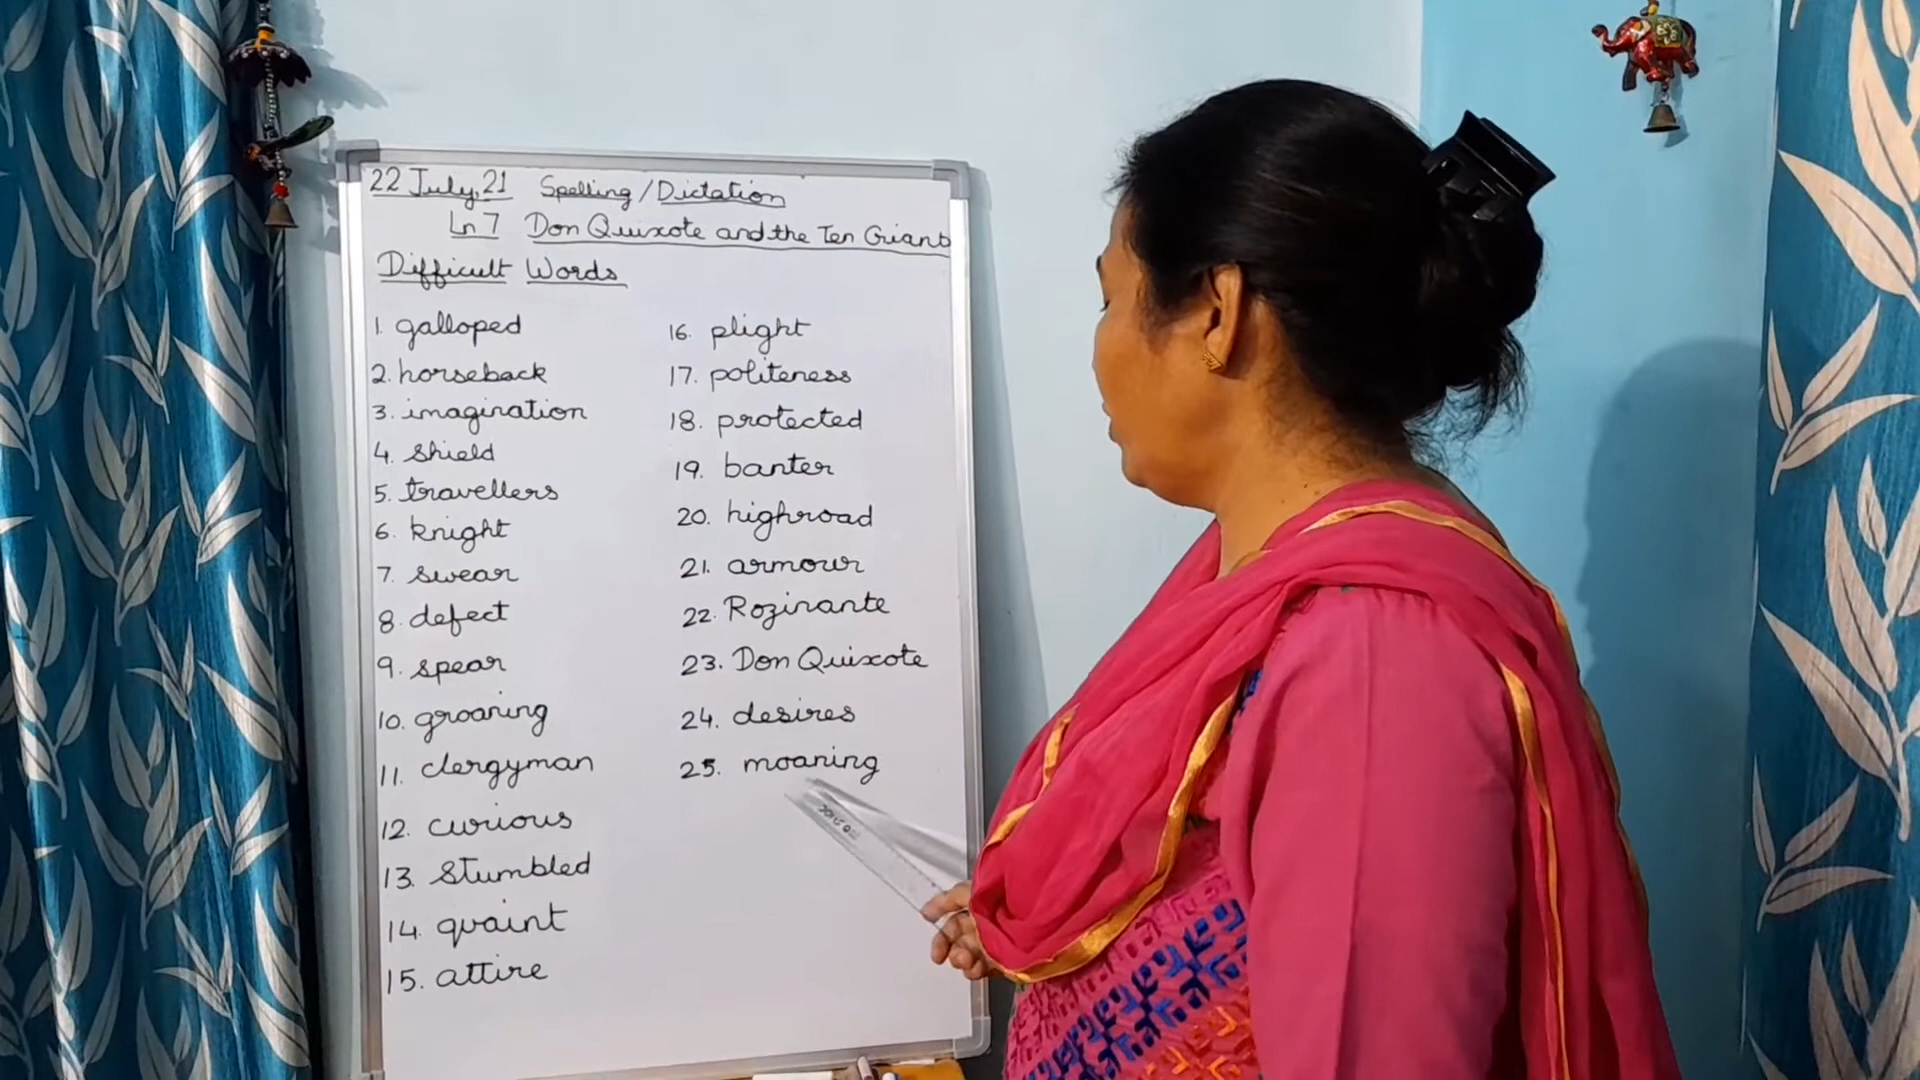 22 July, 21 Spelling / Dictation
Ln 7 Don Quixote and the Ten Giants
Difficult Words
1. galloped
2. horseback
3. imagination
4. shield
5. travellers
6. knight
7. swear
8. defect
9. spear
10. groaning
11. clergyman
12. curious
13. Stumbled
14. quaint
15. attire
16. plight
17. politeness
18. protected
19. banter
20. highroad
21. armour
22. Rozinante
23. Don Quixote
24. desires
25. moaning